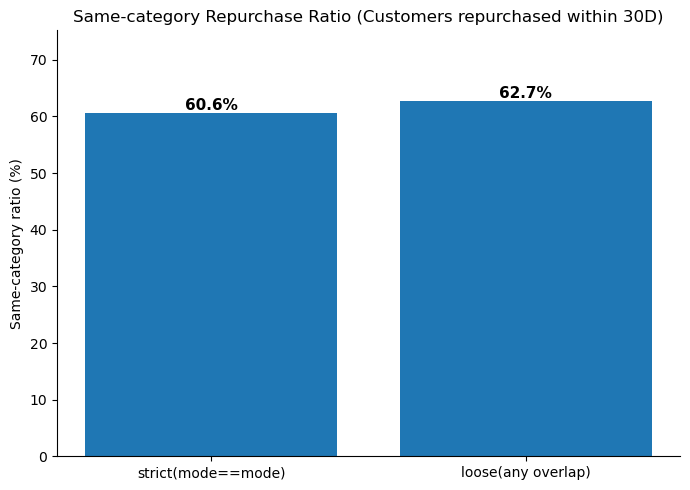 Same-category Repurchase Ratio (Customers repurchased within 30D)
Same-category ratio (%)
70
60
50
40
30
20
10
0
60.6%
62.7%
strict(mode==mode)
loose(any overlap)